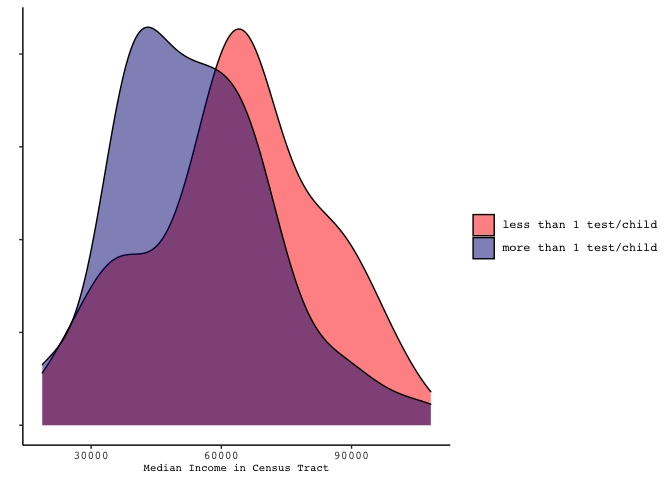 less than 1 test/child
more than 1 test/child
30000 60000 90000
Median Income in Census Tract